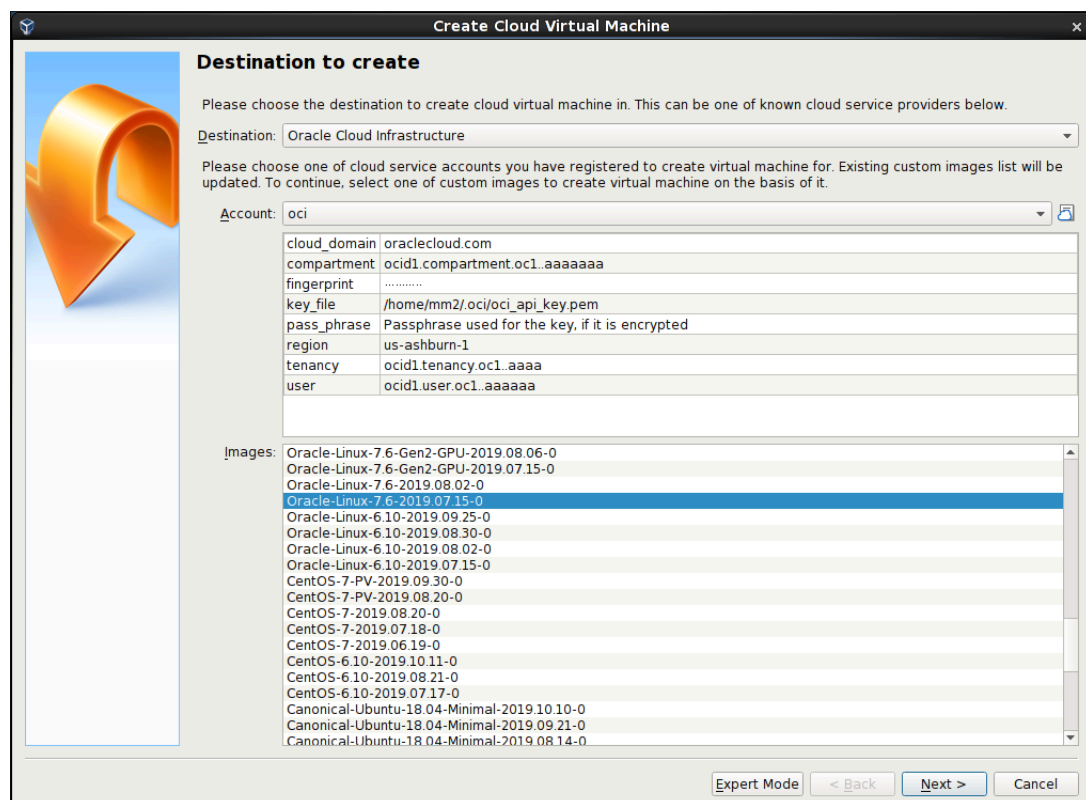 Create Cloud Virtual Machine
Destination to create
Please choose the destination to create cloud virtual machine in. This can be one of known cloud service providers below.
Destination: Oracle Cloud Infrastructure
Please choose one of cloud service accounts you have registered to create virtual machine for. Existing custom images list will be
updated. To continue, select one of custom images to create virtual machine on the basis of it.
Account: oci
cloud_domain oraclecloud.com
compartment ocid1.compartment.oc1..aaaaaaa
fingerprint ...........
key_file /home/mm2/.oci/oci_api_key.pem
pass_phrase Passphrase used for the key, if it is encrypted
region us-ashburn-1
tenancy ocid1.tenancy.oc1..aaaa
user ocid1.user.oc1..aaaaaa
Images: Oracle-Linux-7.6-Gen2-GPU-2019.08.06-0
Oracle-Linux-7.6-Gen2-GPU-2019.07.15-0
Oracle-Linux-7.6-2019.08.02-0
Oracle-Linux-7.6-2019.07.15-0
Oracle-Linux-6.10-2019.09.25-0
Oracle-Linux-6.10-2019.08.30-0
Oracle-Linux-6.10-2019.08.02-0
Oracle-Linux-6.10-2019.07.15-0
CentOS-7-PV-2019.09.30-0
CentOS-7-PV-2019.08.20-0
CentOS-7-2019.08.20-0
CentOS-7-2019.07.18-0
CentOS-7-2019.06.19-0
CentOS-6.10-2019.10.11-0
CentOS-6.10-2019.08.21-0
CentOS-6.10-2019.07.17-0
Canonical-Ubuntu-18.04-Minimal-2019.10.10-0
Canonical-Ubuntu-18.04-Minimal-2019.09.21-0
Canonical-Ubuntu-18.04-Minimal-2019.08.14-0
Expert Mode < Back Next > Cancel